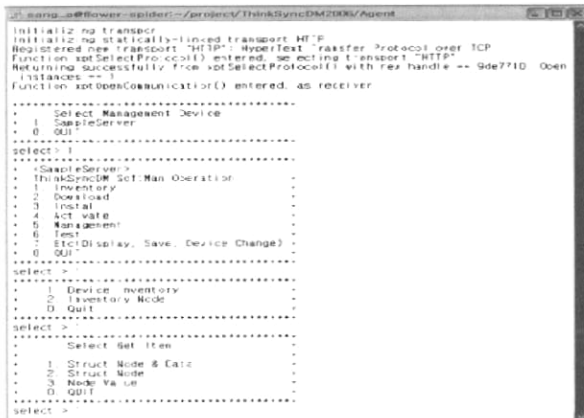 sang_a@flower-spider:~/project/ThinkSyncDM2006/Agent
Initializing transpor
Initializing statically-linked transport HTTP
Registered new transport "HTTP": HyperText Transfer Protocol over TCP
Function xptSelectProtocol() entered, selecting transport "HTTP"
Returning successfully from xptSelectProtocol() with new handle -- 9de7710 Open
instances -- 1
Function xptOpenCommunication() entered, as receiver
Select Management Device
1. SampleServer
0. QUIT
select> 1
<SampleServer>
ThinkSyncDM SoftMan Operation
1. Inventory
2. Download
3. Instal
4. Activate
5. Management
6. Test
7. Etc(Display, Save, Device Change)
0. QUIT
select >
1. Device Inventory
2. Inventory Node
0. Quit
select >
Select Get Item
1. Struct Node & Data
2. Struct Node
3. Node Value
0. QUIT
select >